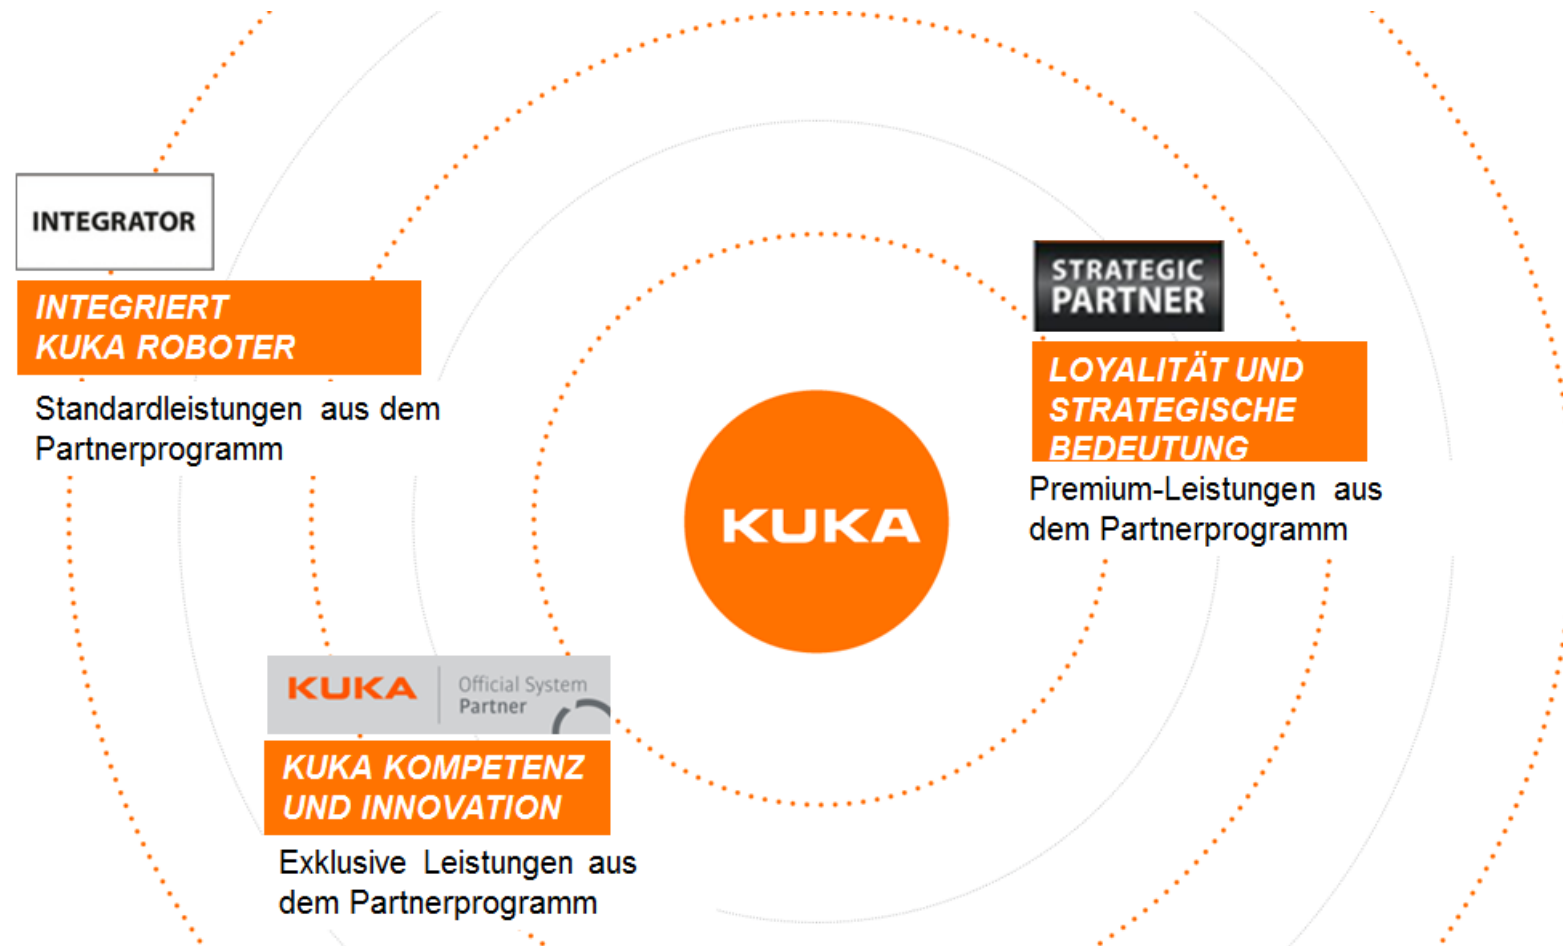 INTEGRATOR
INTEGRIERT
KUKA ROBOTER
Standardleistungen aus dem
Partnerprogramm
STRATEGIC
PARTNER
LOYALITÄT UND
STRATEGISCHE
BEDEUTUNG
Premium-Leistungen aus
dem Partnerprogramm
KUKA
KUKA
Official System
Partner
KUKA KOMPETENZ
UND INNOVATION
Exklusive Leistungen aus
dem Partnerprogramm